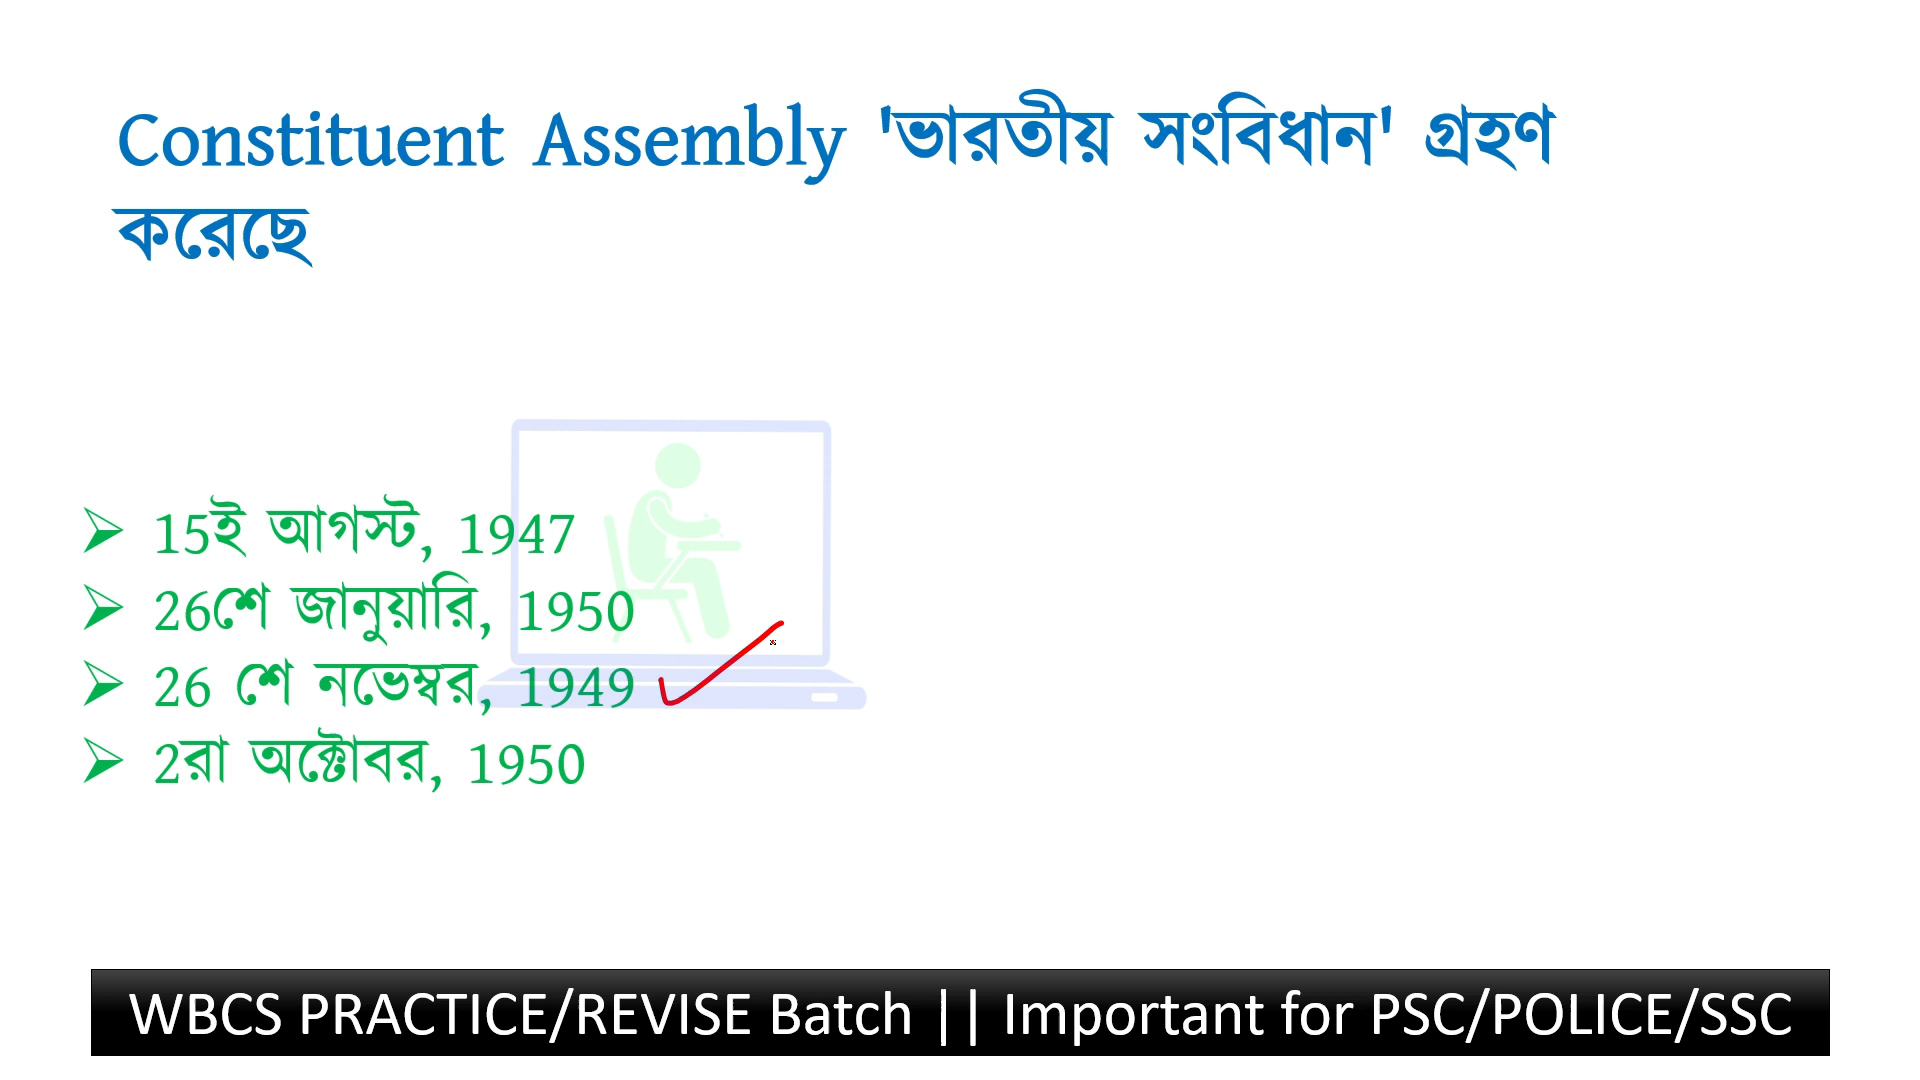 Constituent Assembly 'ভারতীয় সংবিধান' গ্রহণ
করেছে
15ই আগস্ট, 1947
26শে জানুয়ারি, 1950
26 শে নভেম্বর, 1949
2রা অক্টোবর, 1950
WBCS PRACTICE/REVISE Batch || Important for PSC/POLICE/SSC